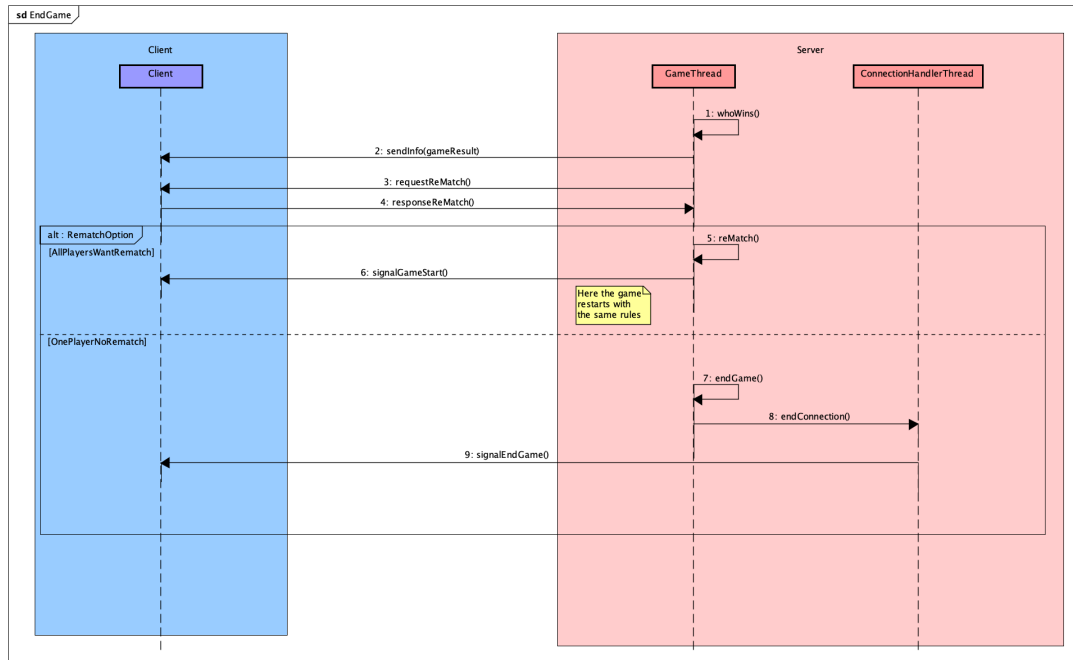 sd EndGame
Client
Server
Client
GameThread
ConnectionHandlerThread
1: whoWins()
2: sendInfo(gameResult)
3: requestReMatch()
4: responseReMatch()
alt : RematchOption
[AllPlayersWantRematch]
5: reMatch()
6: signalGameStart()
Here the game
restarts with
the same rules
[OnePlayerNoRematch]
7: endGame()
8: endConnection()
9: signalEndGame()